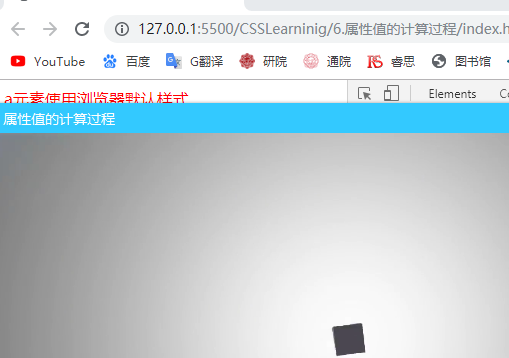 127.0.0.1:5500/CSSLearninig/6.属性值的计算过程/index.h
YouTube 百度 G翻译 研院 通院 RS 睿思 图书馆
a元素使用浏览器默认样式
Elements
属性值的计算过程